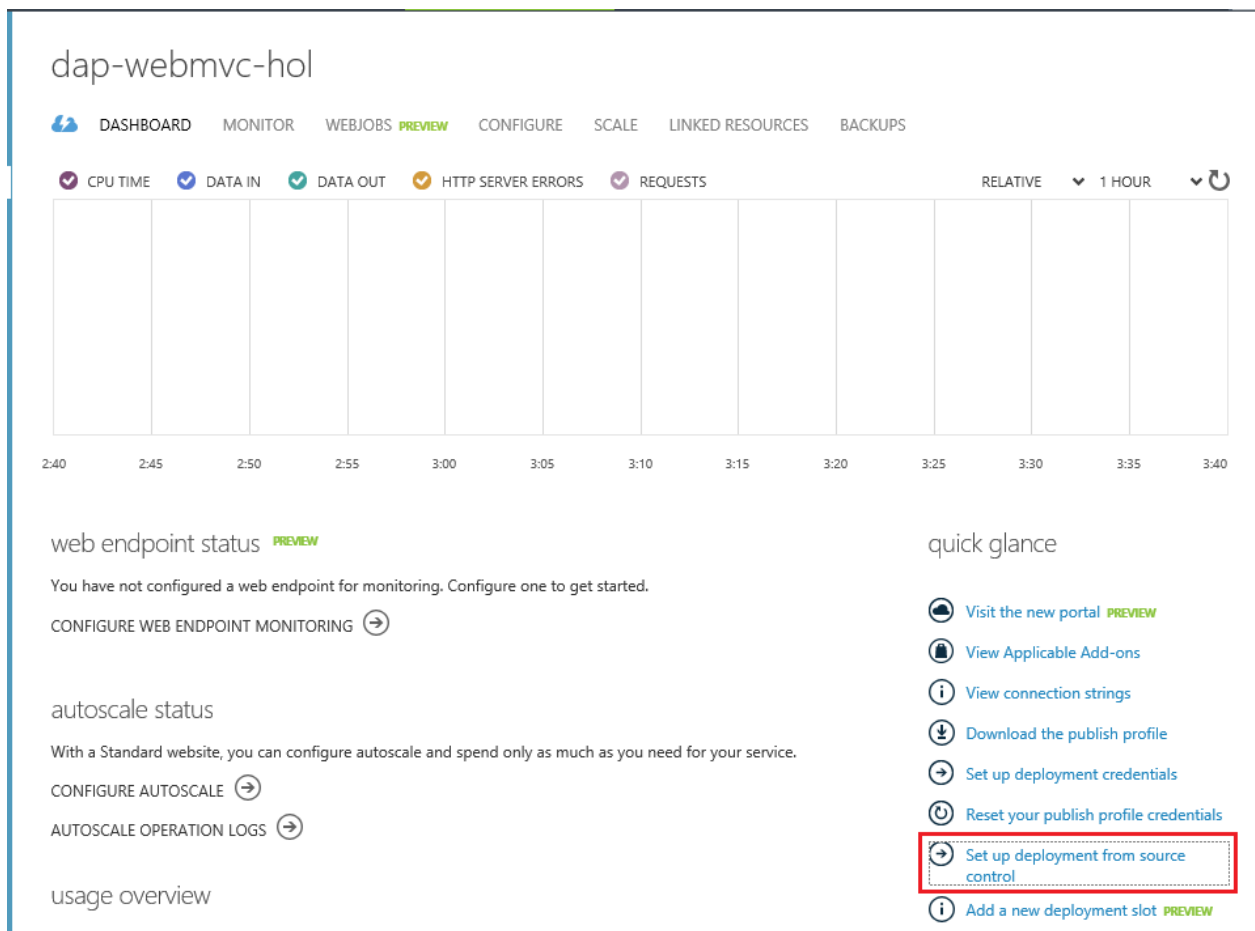 dap-webmvc-hol
DASHBOARD MONITOR WEBJOBS PREVIEW CONFIGURE SCALE LINKED RESOURCES BACKUPS
CPU TIME DATA IN DATA OUT HTTP SERVER ERRORS REQUESTS RELATIVE 1 HOUR
2:40 2:45 2:50 2:55 3:00 3:05 3:10 3:15 3:20 3:25 3:30 3:35 3:40
web endpoint status PREVIEW
You have not configured a web endpoint for monitoring. Configure one to get started.
CONFIGURE WEB ENDPOINT MONITORING
autoscale status
With a Standard website, you can configure autoscale and spend only as much as you need for your service.
CONFIGURE AUTOSCALE
AUTOSCALE OPERATION LOGS
usage overview
quick glance
Visit the new portal PREVIEW
View Applicable Add-ons
View connection strings
Download the publish profile
Set up deployment credentials
Reset your publish profile credentials
Set up deployment from source
control
Add a new deployment slot PREVIEW